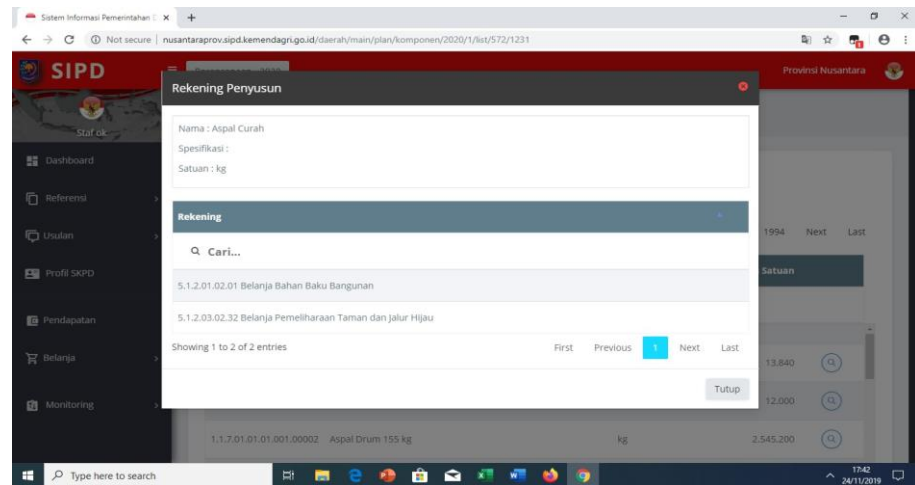 Sistem Informasi Pemerintahan D
Not secure | nusantaraprov.sipd.kemendagri.go.id/daerah/main/plan/komponen/2020/1/list/572/1231
SIPD
Provinsi Nusantara
Rekening Penyusun
Staf ok
Nama : Aspal Curah
Spesifikasi :
Satuan : kg
Dashboard
Referensi
Rekening
Usulan
1994 Next Last
Cari...
Profil SKPD
Satuan
5.1.2.01.02.01 Belanja Bahan Baku Bangunan
Pendapatan
5.1.2.03.02.32 Belanja Pemeliharaan Taman dan Jalur Hijau
Showing 1 to 2 of 2 entries
First Previous 1 Next Last
Belanja
13.840
Tutup
Monitoring
12.000
1.1.7.01.01.01.001.00002 Aspal Drum 155 kg kg 2.545.200
Type here to search
17:42
24/11/2019